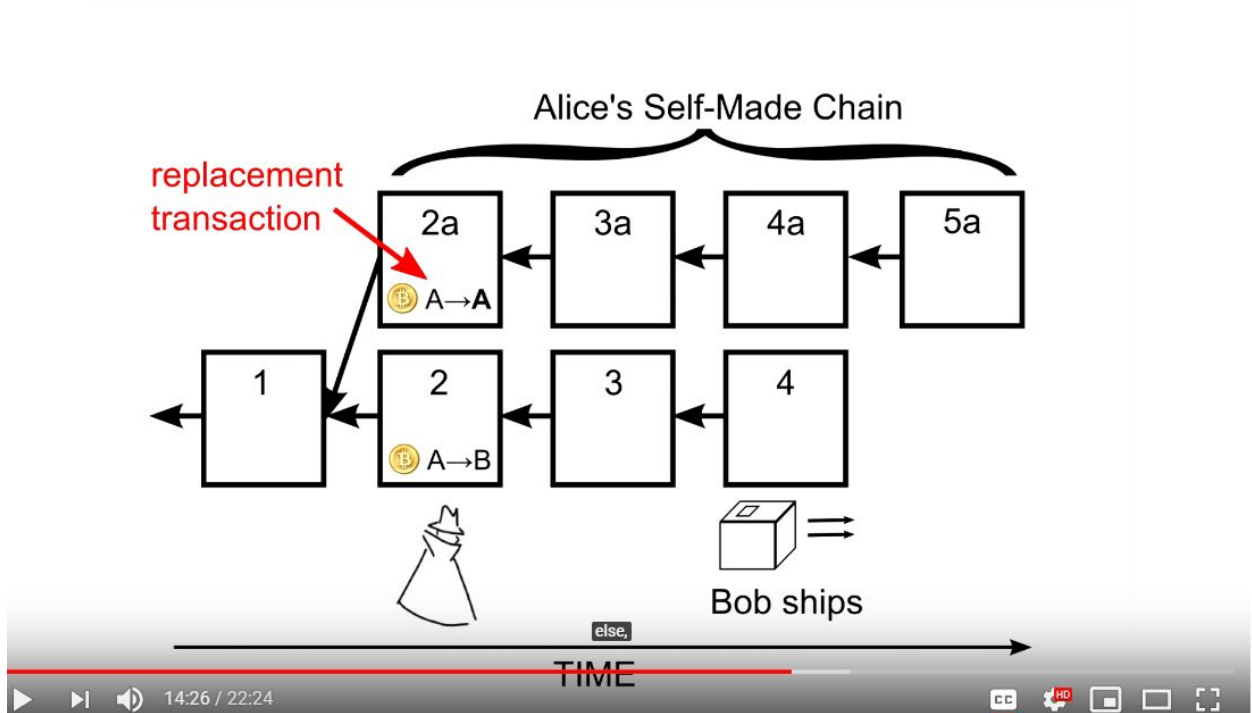 Alice's Self-Made Chain
replacement
transaction
2a
3a
4a
5a
A→A
1
2
3
4
A→B
Bob ships
else,
TIME
14:26 / 22:24
CC
HD